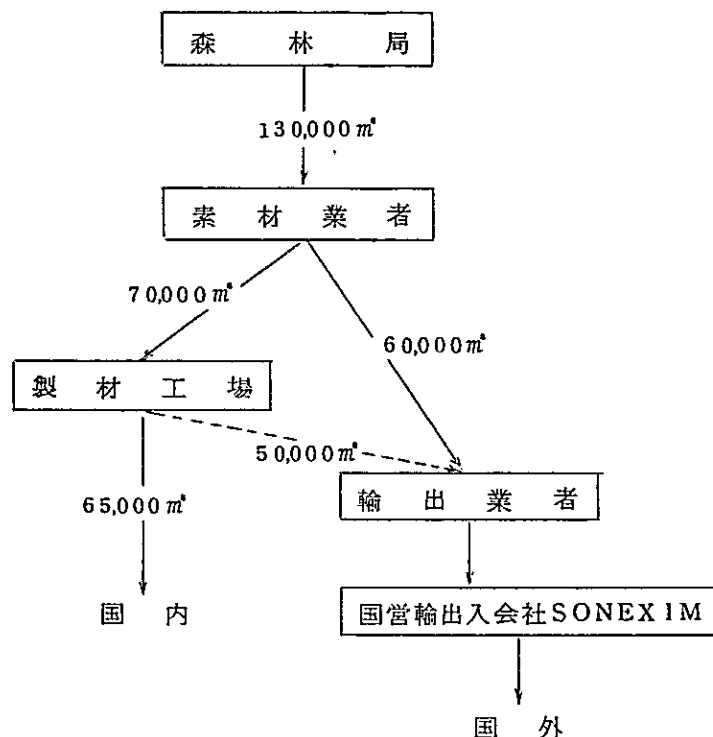 森林局
130,000㎥
素材業者
70,000㎥
60,000㎥
製材工場
50,000㎥
65,000㎥
輸出業者
国内
国営輸出入会社SONEXIM
国外